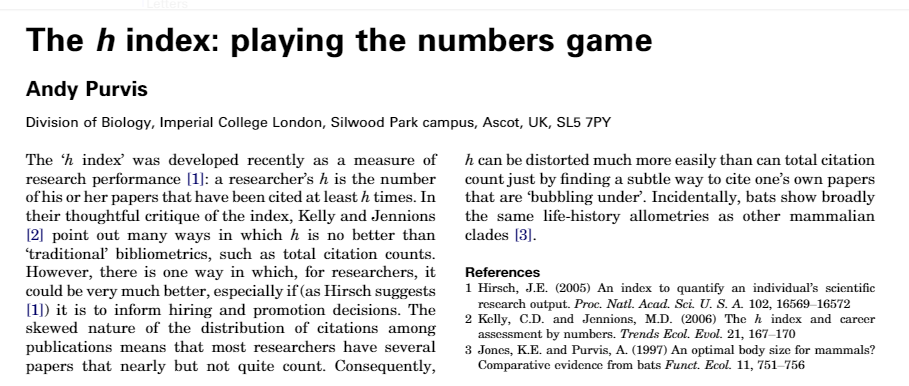 Letters
The h index: playing the numbers game
Andy Purvis
Division of Biology, Imperial College London, Silwood Park campus, Ascot, UK, SL5 7PY
The ‘h index’ was developed recently as a measure of
research performance [1]: a researcher’s h is the number
of his or her papers that have been cited at least h times. In
their thoughtful critique of the index, Kelly and Jennions
[2] point out many ways in which h is no better than
‘traditional’ bibliometrics, such as total citation counts.
However, there is one way in which, for researchers, it
could be very much better, especially if (as Hirsch suggests
[1]) it is to inform hiring and promotion decisions. The
skewed nature of the distribution of citations among
publications means that most researchers have several
papers that nearly but not quite count. Consequently,
h can be distorted much more easily than can total citation
count just by finding a subtle way to cite one’s own papers
that are ‘bubbling under’. Incidentally, bats show broadly
the same life-history allometries as other mammalian
clades [3].
References
1 Hirsch, J.E. (2005) An index to quantify an individual’s scientific
research output. Proc. Natl. Acad. Sci. U. S. A. 102, 16569–16572
2 Kelly, C.D. and Jennions, M.D. (2006) The h index and career
assessment by numbers. Trends Ecol. Evol. 21, 167–170
3 Jones, K.E. and Purvis, A. (1997) An optimal body size for mammals?
Comparative evidence from bats Funct. Ecol. 11, 751–756